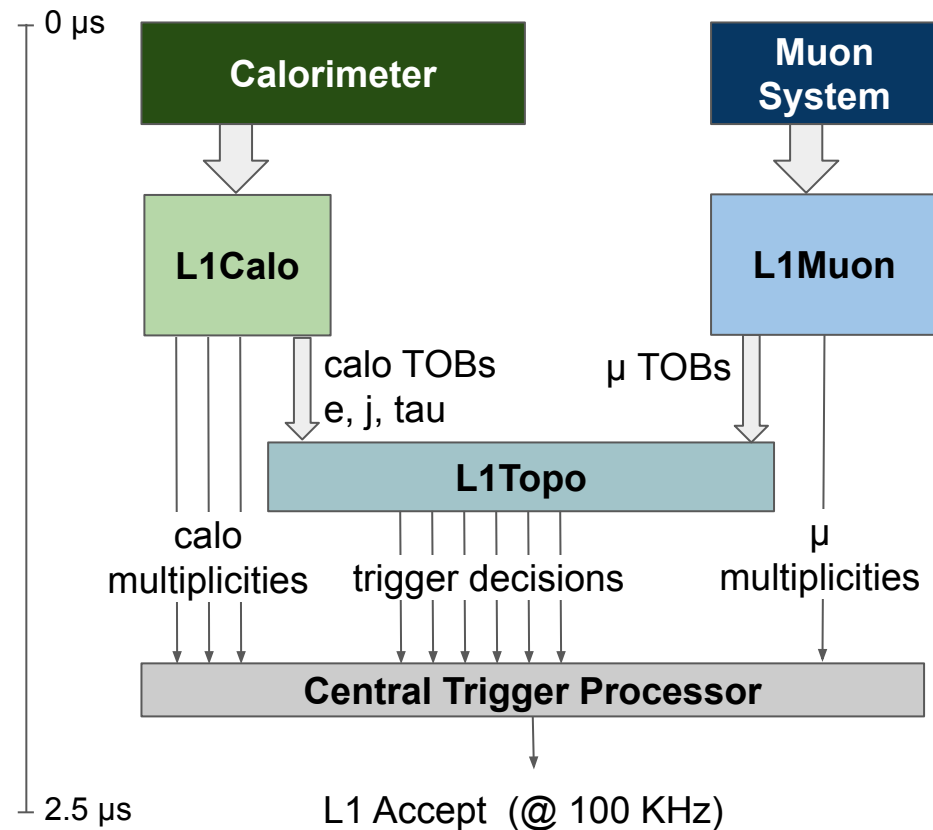 0 µs
Calorimeter
Muon
System
L1Calo
L1Muon
calo TOBs
e, j, tau
µ TOBs
L1Topo
calo
multiplicities
trigger decisions
µ
multiplicities
Central Trigger Processor
2.5 µs
L1 Accept (@ 100 KHz)